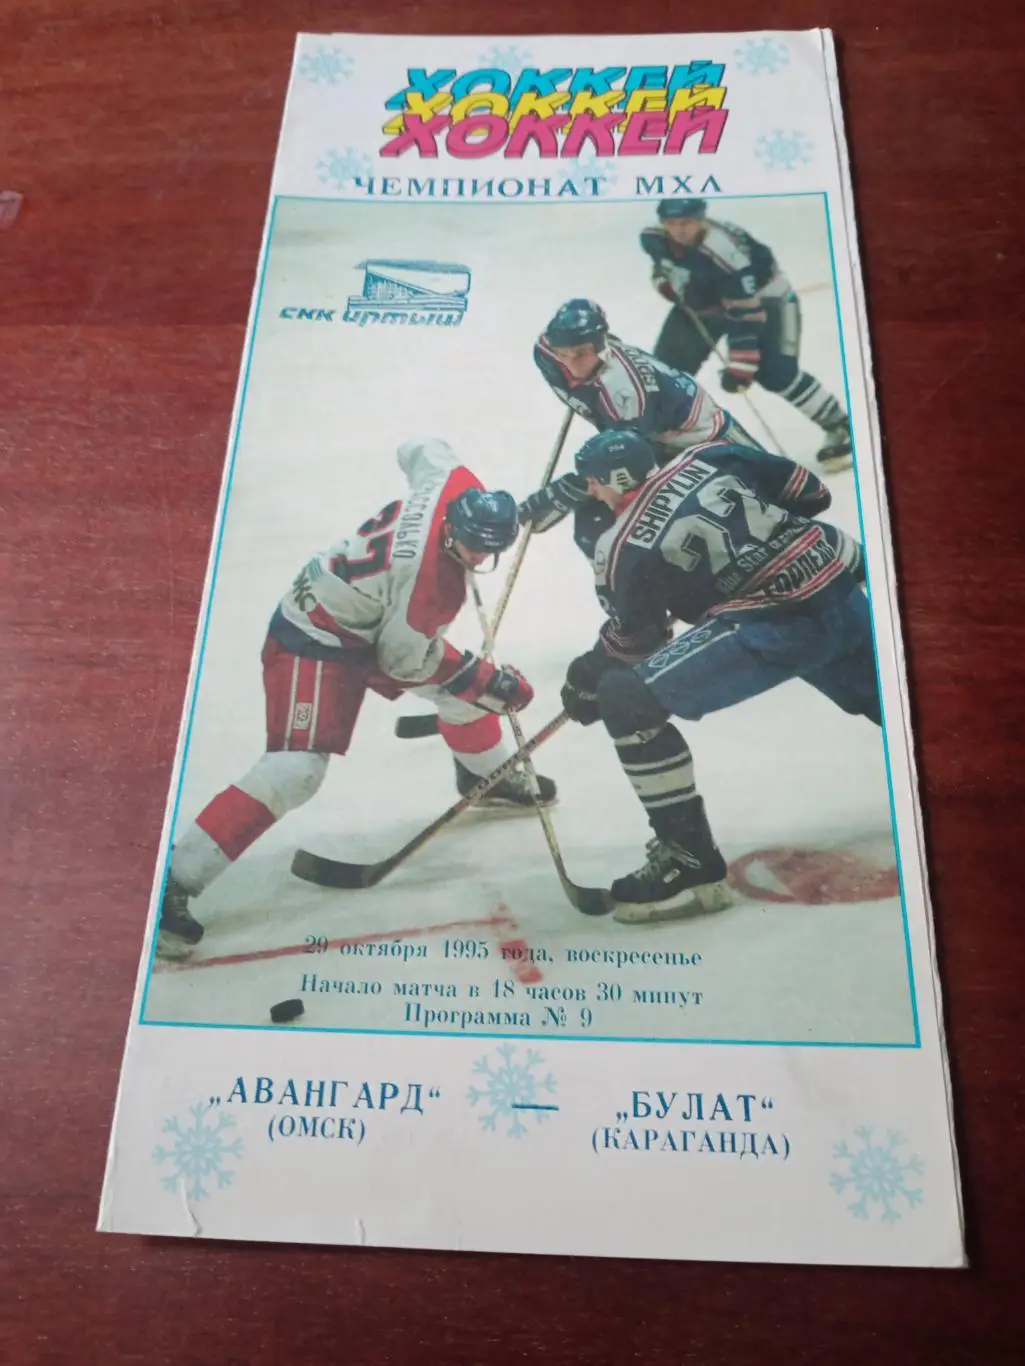 ХОККЕЙ
ХОККЕЙ
ХОККЕЙ
ЧЕМПИОНАТ МХЛ
СКК иртыш
SHIPYLIN
22
29 октября 1995 года, воскресенье
Начало матча в 18 часов 30 минут
Программа № 9
„АВАНГАРД“ — „БУЛАТ“
(ОМСК) (КАРАГАНДА)